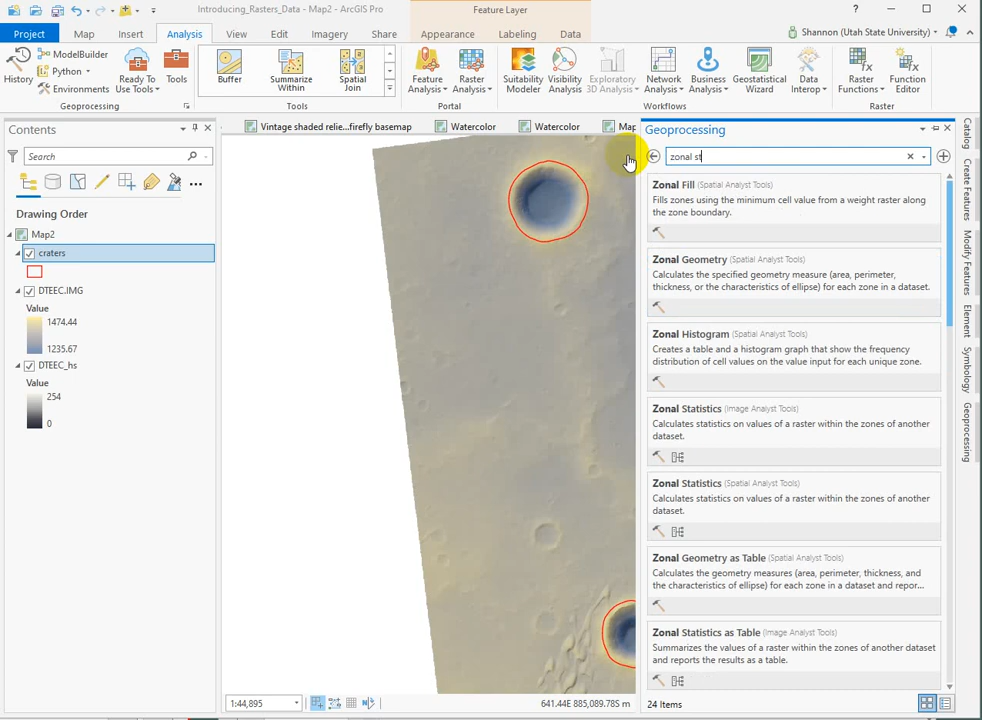 Introducing_Rasters_Data - Map2 - ArcGIS Pro
Feature Layer
?
Project
Map
Insert
Analysis
View
Edit
Imagery
Share
Appearance
Labeling
Data
Shannon (Utah State University)
History
ModelBuilder
Python
Environments
Ready To
Use Tools
Tools
Buffer
Summarize
Within
Spatial
Join
Feature
Analysis
Raster
Analysis
Suitability
Modeler
Visibility
Analysis
Exploratory
3D Analysis
Network
Analysis
Business
Analysis
Geostatistical
Wizard
Data
Interop
Raster
Functions
Function
Editor
Geoprocessing
Tools
Portal
Workflows
Raster
Contents
Search
Drawing Order
Map2
craters
DTEEC.IMG
Value
1474.44
1235.67
DTEEC_hs
Value
254
0
Vintage shaded relie...firefly basemap
Watercolor
Watercolor
Map
1:44,895
641.44E 885,089.78S m
Geoprocessing
zonal st
Zonal Fill (Spatial Analyst Tools)
Fills zones using the minimum cell value from a weight raster along
the zone boundary.
Zonal Geometry (Spatial Analyst Tools)
Calculates the specified geometry measure (area, perimeter,
thickness, or the characteristics of ellipse) for each zone in a dataset.
Zonal Histogram (Spatial Analyst Tools)
Creates a table and a histogram graph that show the frequency
distribution of cell values on the value input for each unique zone.
Zonal Statistics (Image Analyst Tools)
Calculates statistics on values of a raster within the zones of another
dataset.
Zonal Statistics (Spatial Analyst Tools)
Calculates statistics on values of a raster within the zones of another
dataset.
Zonal Geometry as Table (Spatial Analyst Tools)
Calculates the geometry measures (area, perimeter, thickness, and
the characteristics of ellipse) for each zone in a dataset and repor...
Zonal Statistics as Table (Image Analyst Tools)
Summarizes the values of a raster within the zones of another dataset
and reports the results as a table.
24 Items
Catalog
Create Features
Modify Features
Element
Symbology
Geoprocessing